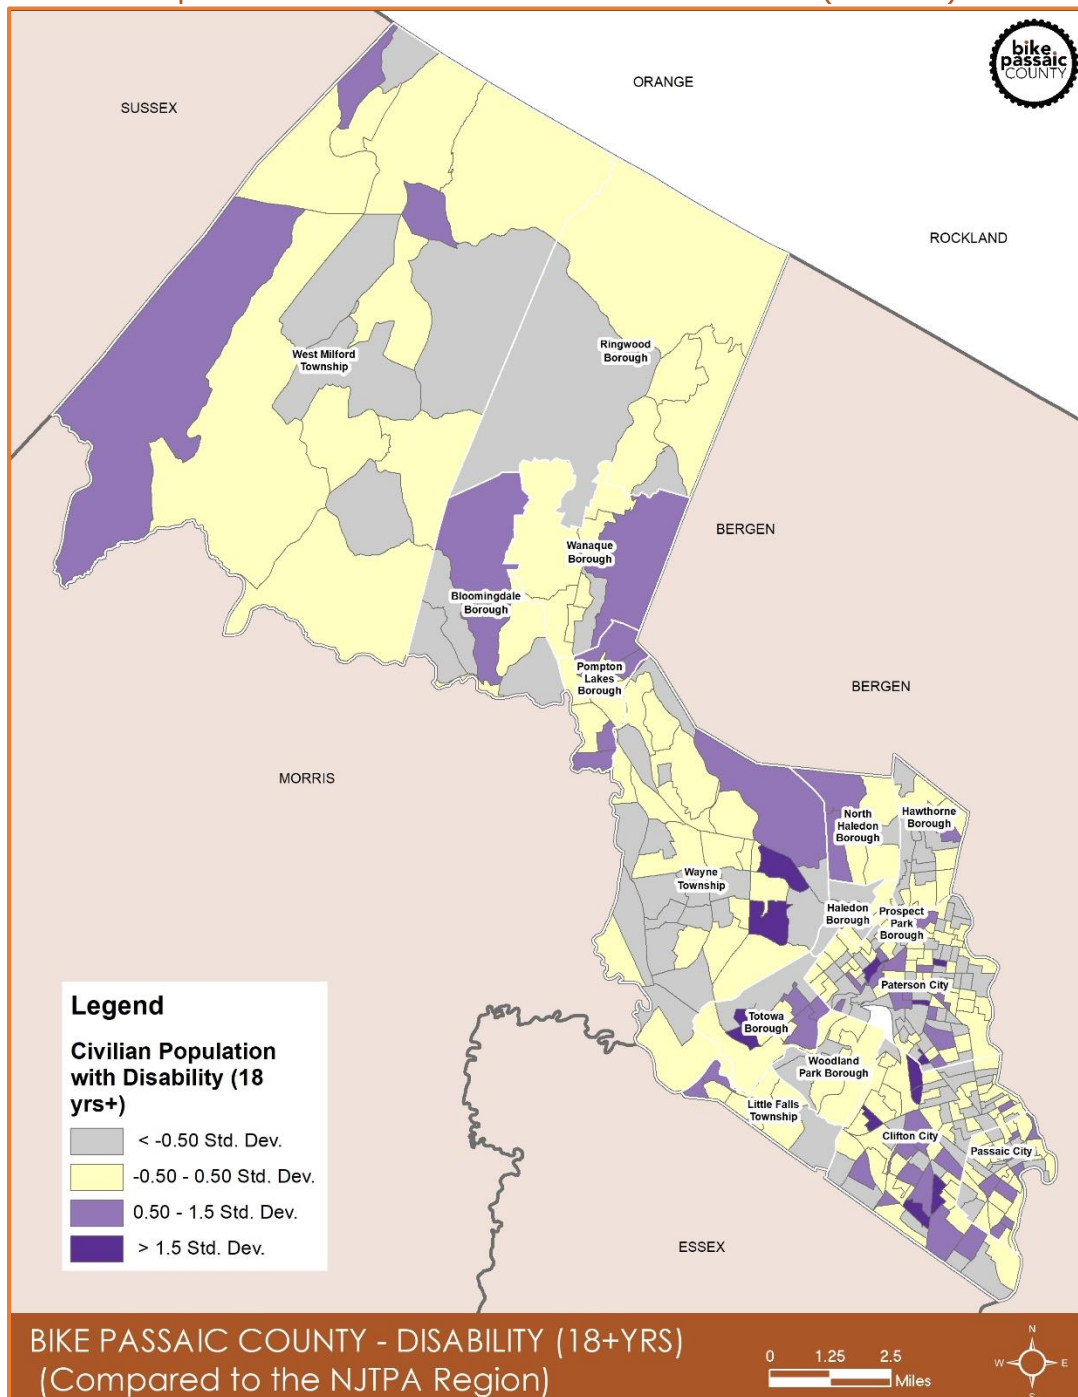 bike
passaic
COUNTY
ORANGE
SUSSEX
ROCKLAND
West Milford
Township
Ringwood
Borough
BERGEN
Wanaque
Borough
Bloomingdale
Borough
Pompton
Lakes
Borough
BERGEN
MORRIS
North
Haledon
Borough
Hawthorne
Borough
Wayne
Township
Haledon
Borough
Prospect
Park
Borough
Paterson City
Totowa
Borough
Woodland
Park Borough
Little Falls
Township
Clifton City
Passaic City
ESSEX
Legend
Civilian Population
with Disability (18
yrs+)
< -0.50 Std. Dev.
-0.50 - 0.50 Std. Dev.
0.50 - 1.5 Std. Dev.
> 1.5 Std. Dev.
BIKE PASSAIC COUNTY - DISABILITY (18+YRS)
(Compared to the NJTPA Region)
0 1.25 2.5
Miles
N
W E
S